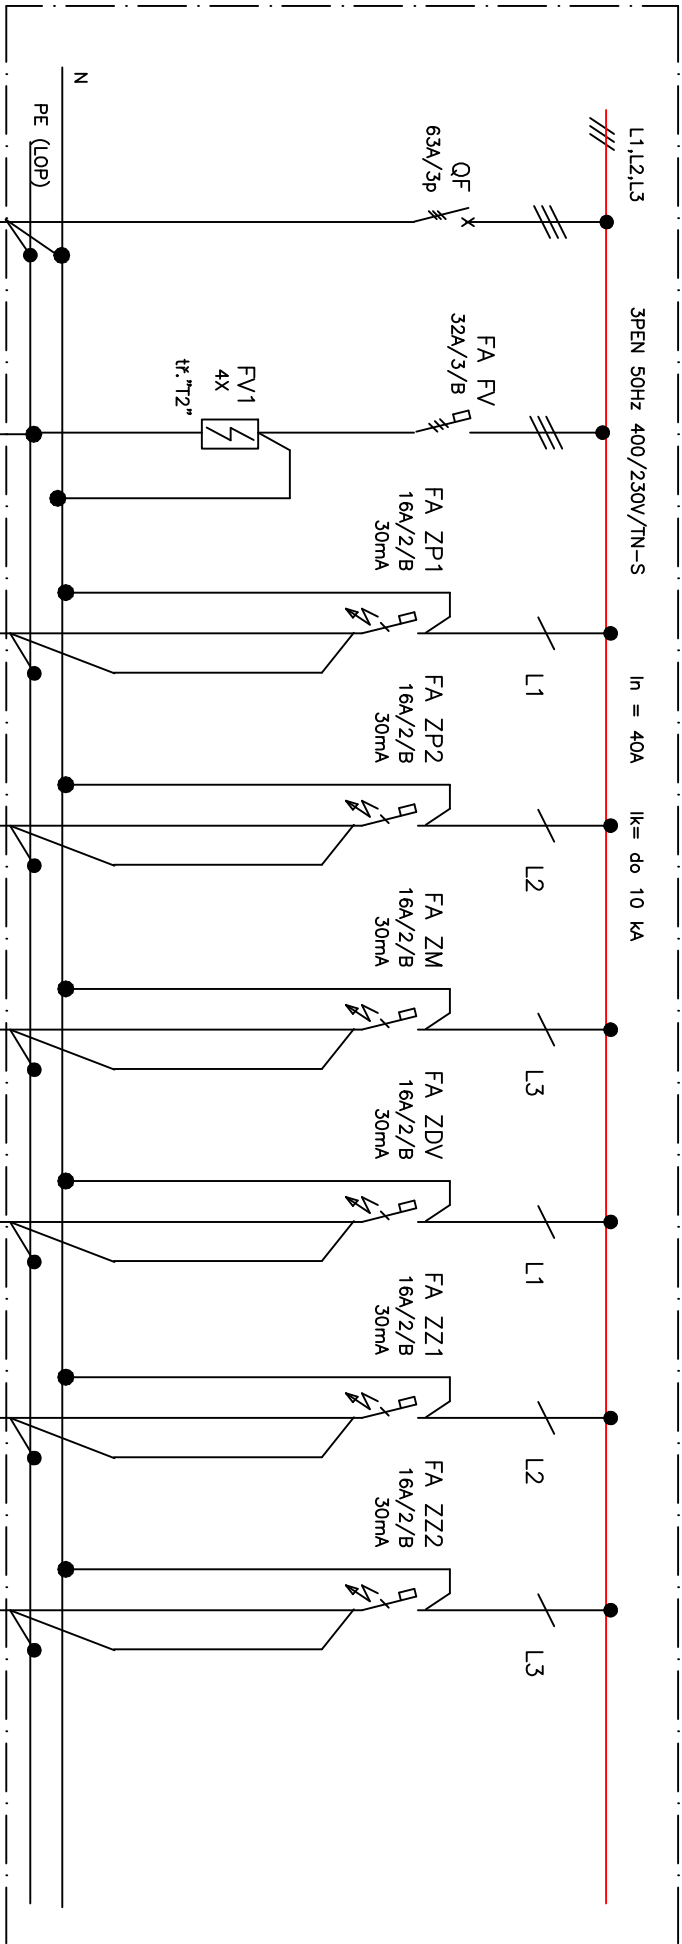 L1,L2,L3
3PEN 50Hz 400/230V/TN-S
In = 40A
Ik= do 10 kA
QF
63A/3p
FA FV
32A/3/B
FV1
4X
tř."T2"
FA ZP1
16A/2/B
30mA
L1
FA ZP2
16A/2/B
30mA
L2
FA ZM
16A/2/B
30mA
L3
FA ZDV
16A/2/B
30mA
L1
FA ZZ1
16A/2/B
30mA
L2
FA ZZ2
16A/2/B
30mA
L3
N
PE (LOP)